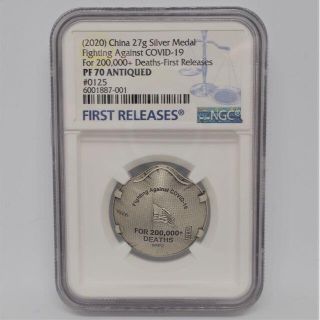 (2020) China 27g Silver Medal
Fighting Against COVID-19
For 200,000+ Deaths-First Releases
PF 70 ANTIQUED
#0125
6001887-001
FIRST RELEASES®
NGC
Fighting Against COVID-19
FOR 200,000+
DEATHS